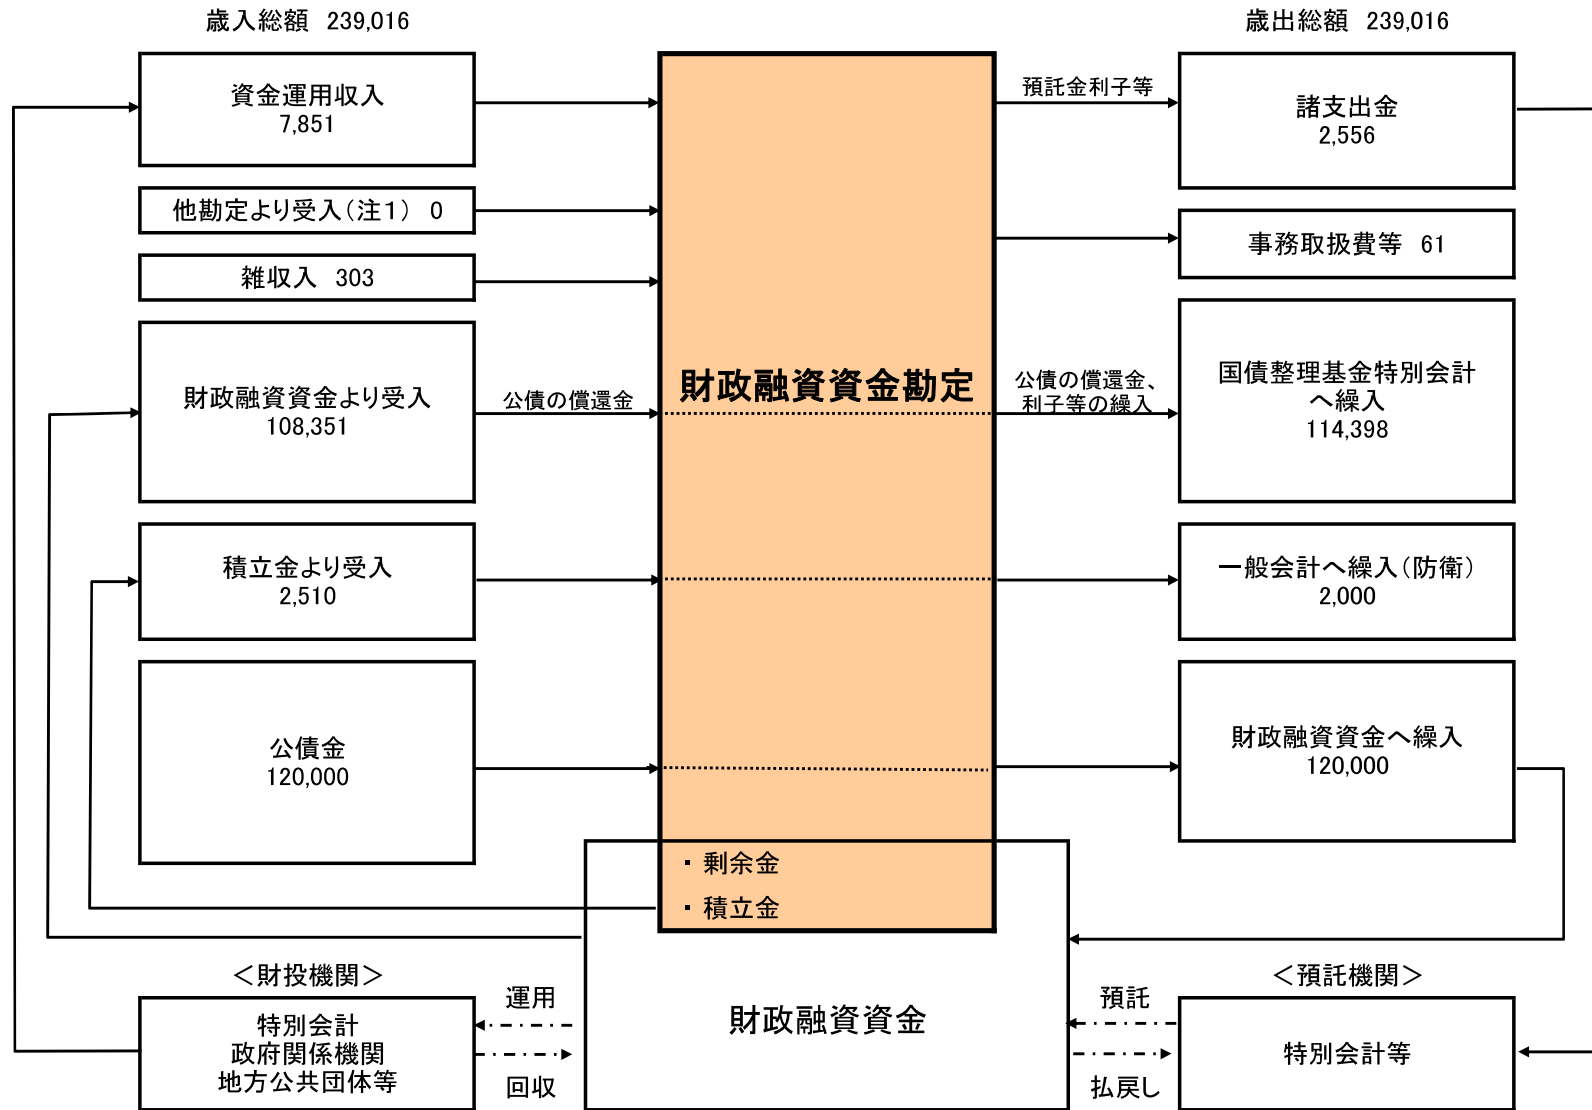 歳入総額 239,016
歳出総額 239,016
資金運用収入
7,851
他勘定より受入（注１） 0
雑収入 303
財政融資資金より受入
108,351
公債の償還金
積立金より受入
2,510
公債金
120,000
財政融資資金勘定
・ 剰余金
・ 積立金
預託金利子等
諸支出金
2,556
事務取扱費等 61
公債の償還金、
利子等の繰入
国債整理基金特別会計
へ繰入
114,398
一般会計へ繰入（防衛）
2,000
財政融資資金へ繰入
120,000
＜財投機関＞
特別会計
政府関係機関
地方公共団体等
運用
回収
財政融資資金
預託
払戻し
＜預託機関＞
特別会計等